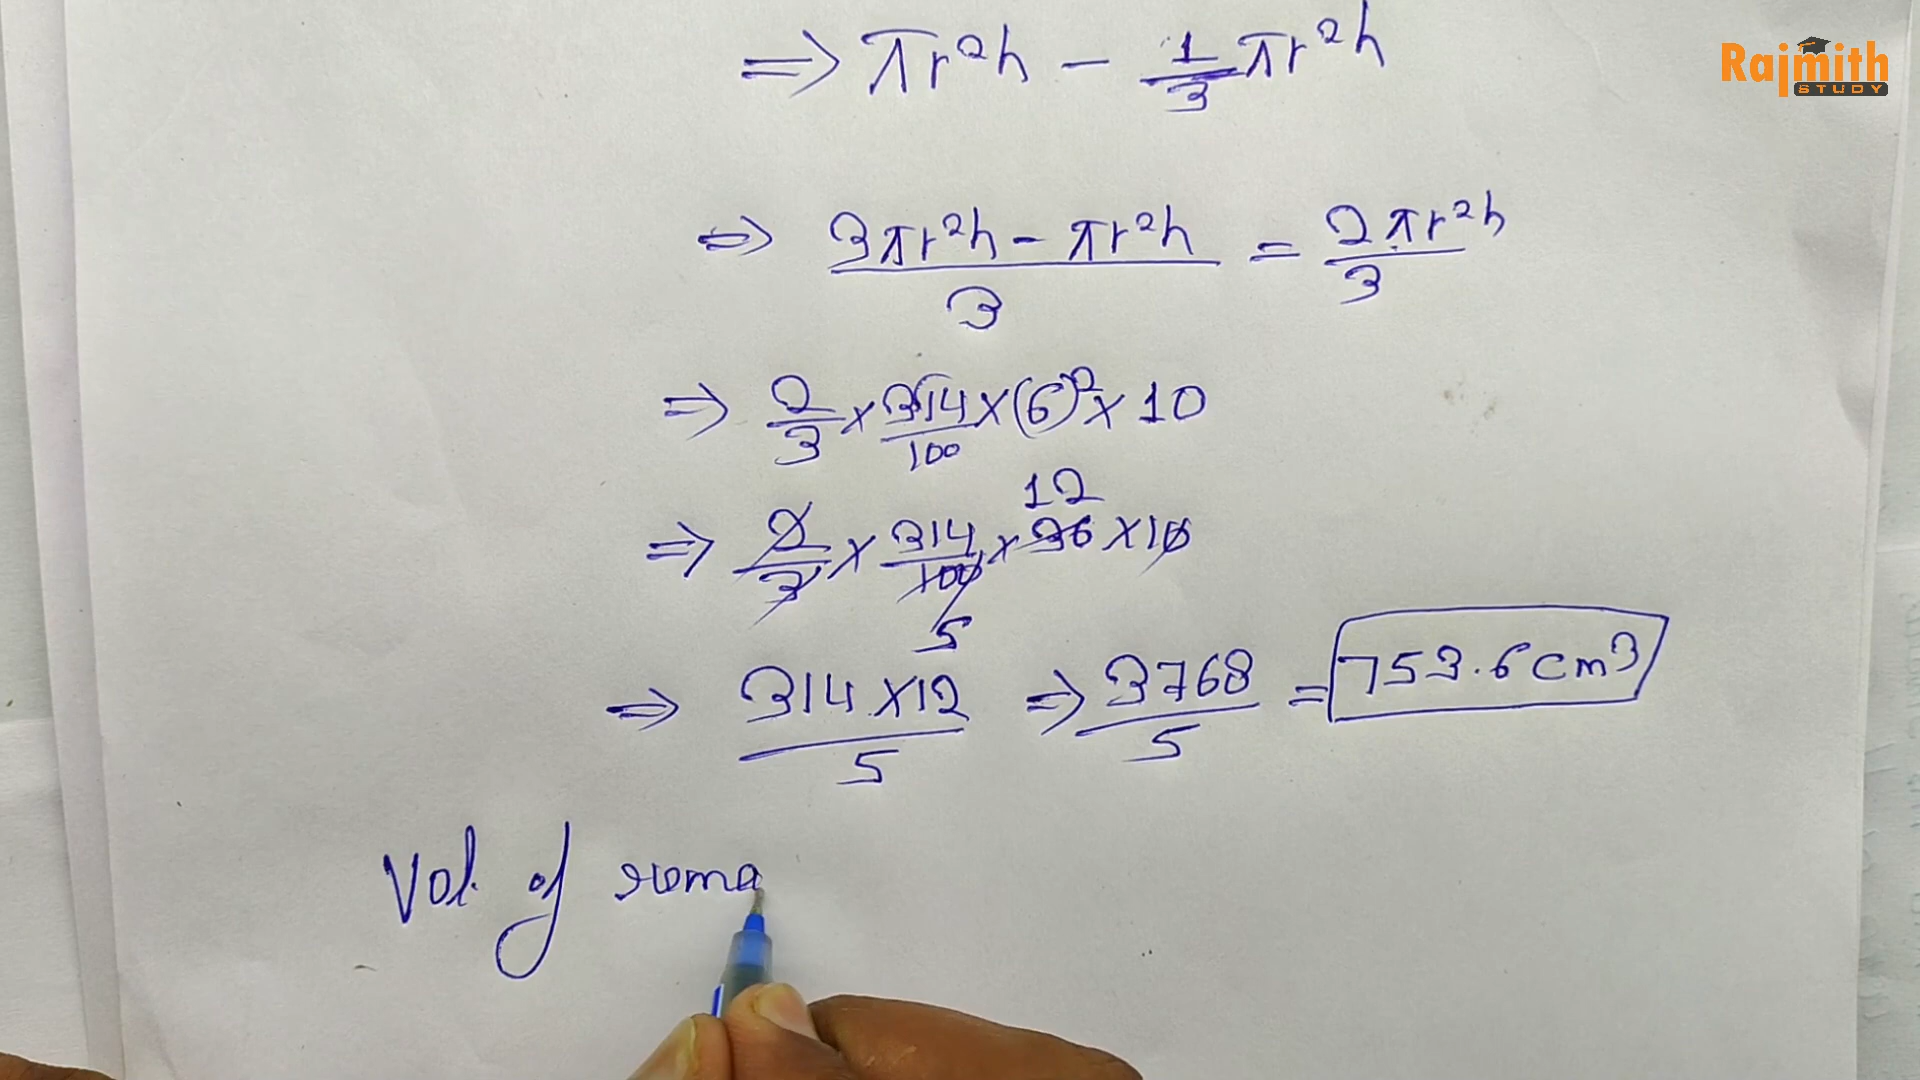 ⇒ πr²h - 1/3 πr²h
Rajmith
STUDY
⇒ 3πr²h - πr²h / 3 = 2πr²h / 3
⇒ 2/3 × 314/100 × (6)² × 10
12
⇒ 2/3 × 314/100 × 36 × 10
5
⇒ 314 × 12 / 5 ⇒ 3768 / 5 = 753.6 cm³
Vol. of rema